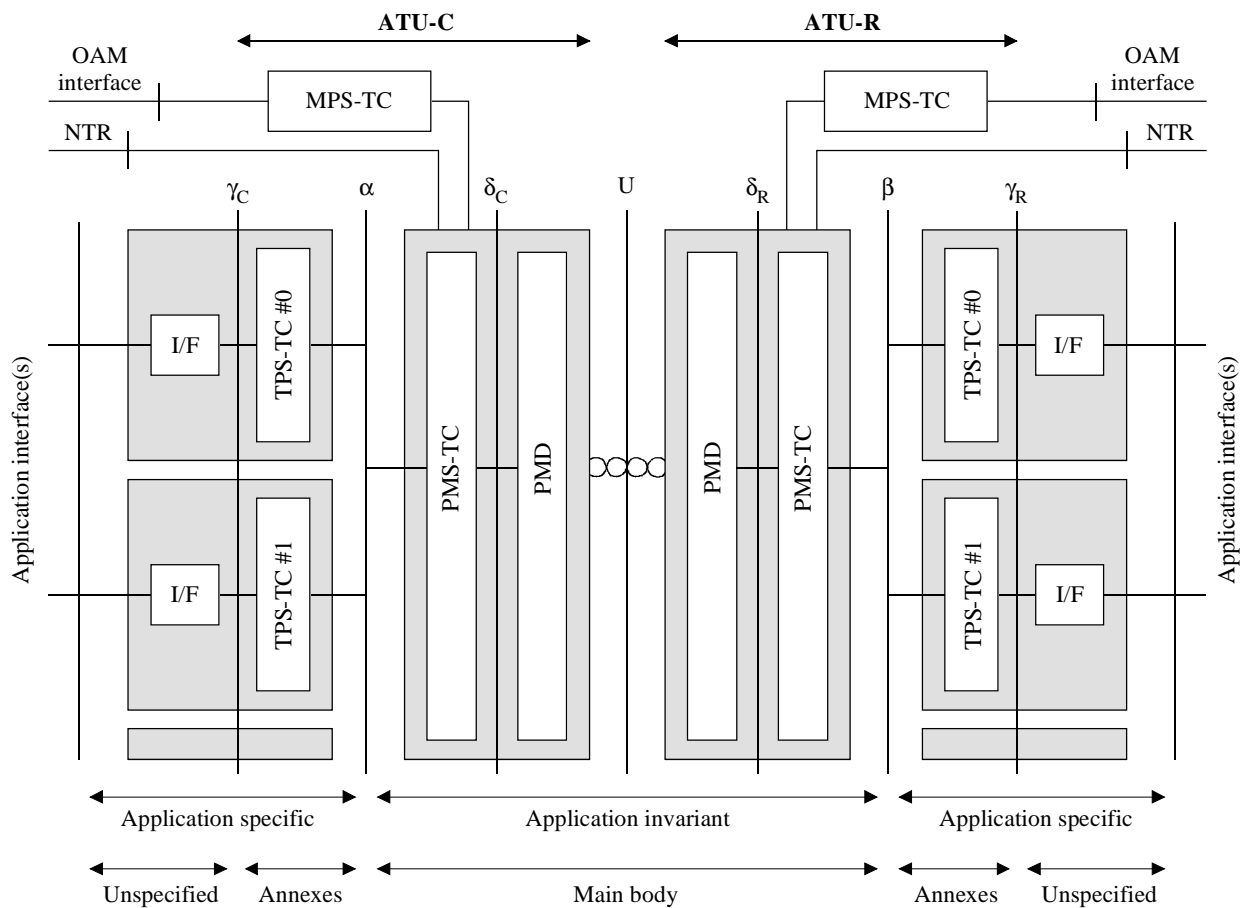 ATU-C
ATU-R
OAM
interface
MPS-TC
MPS-TC
OAM
interface
NTR
NTR
γC
α
δC
U
δR
β
γR
Application interface(s)
I/F
TPS-TC #0
TPS-TC #0
I/F
PMS-TC
PMD
PMD
PMS-TC
I/F
TPS-TC #1
TPS-TC #1
I/F
Application interface(s)
Application specific
Application invariant
Application specific
Unspecified
Annexes
Main body
Annexes
Unspecified